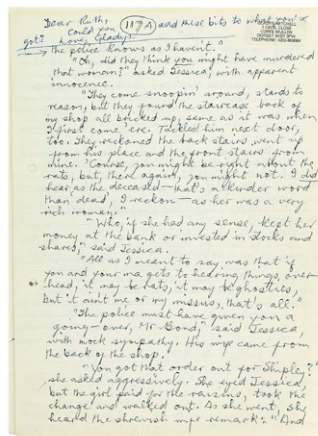 Dear Ruth, could you add these bits to what you've
got? love, Gladys.
117A
1 CECIL CLOSE
CORFE MULLEN
DORSET
TELEPHONE:
the police knows as I haven't."
"Oh, did they think you might have murdered
that woman?" asked Jessica, with apparent
innocence.
"They come snoopin' around, stands to
reason, but they found the staircase back of
my shop all bricked up, same as it was when
I first come 'ere. Tackled him next door,
too. They reckoned the back stairs went up
from his place and the front stairs from
mine. 'Course, you might be right about the
rats, but, there again, you might not. I did
hear as the deceased – that's a kinder word
than 'dead', I reckon – as her was a very
rich woman."
"Who, if she had any sense, kept her
money at the bank or invested in stocks and
shares," said Jessica.
"All as I meant to say was that if
you and your ma gets to hearing things, over-
head, it may be rats, it may be ghosties,
but it ain't me or my missus, that's all."
"The police must have given you a
going-over, Mr Bond," said Jessica,
with mock sympathy. His wife came from
the back of the shop.
"You got that order out for Shipley?"
she asked aggressively. She eyed Jessica,
but the girl paid for the raisins, took the
change and walked out. As she went, she
heard the shrewish wife remark: "And